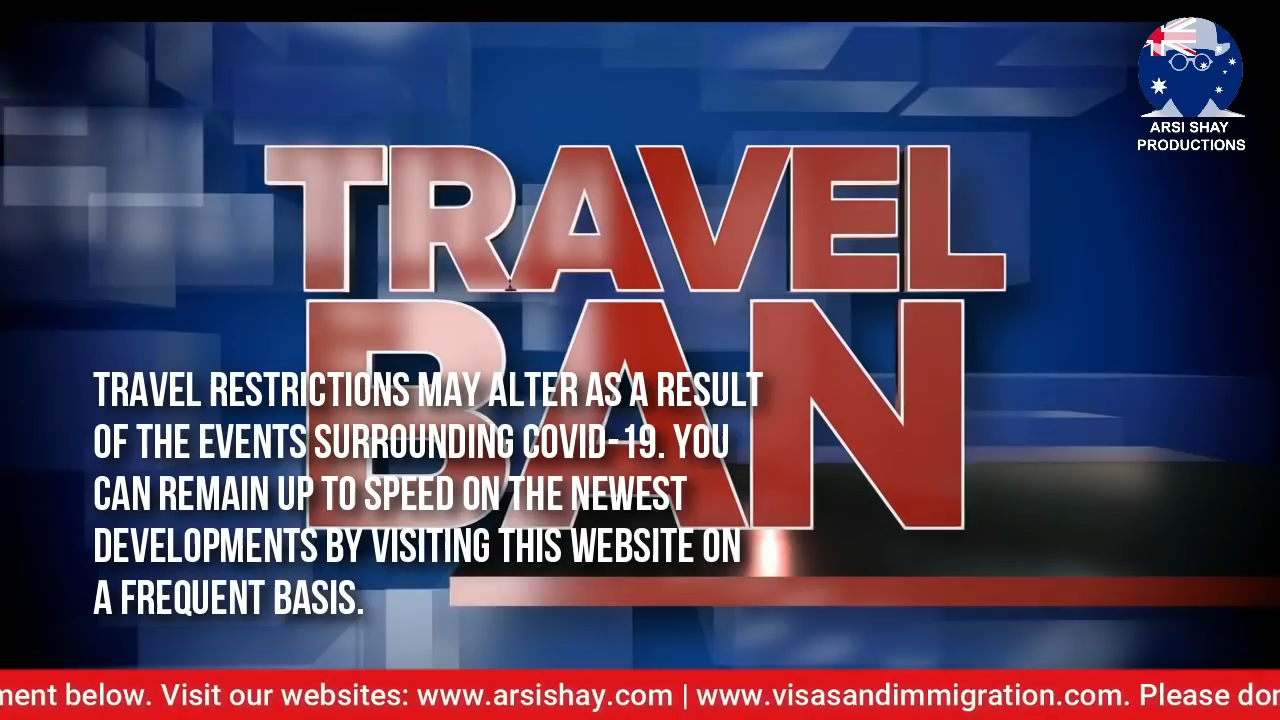 ARSI SHAY
PRODUCTIONS
TRAVEL
BAN
TRAVEL RESTRICTIONS MAY ALTER AS A RESULT
OF THE EVENTS SURROUNDING COVID-19. YOU
CAN REMAIN UP TO SPEED ON THE NEWEST
DEVELOPMENTS BY VISITING THIS WEBSITE ON
A FREQUENT BASIS.
ment below. Visit our websites: www.arsishay.com | www.visasandimmigration.com. Please don